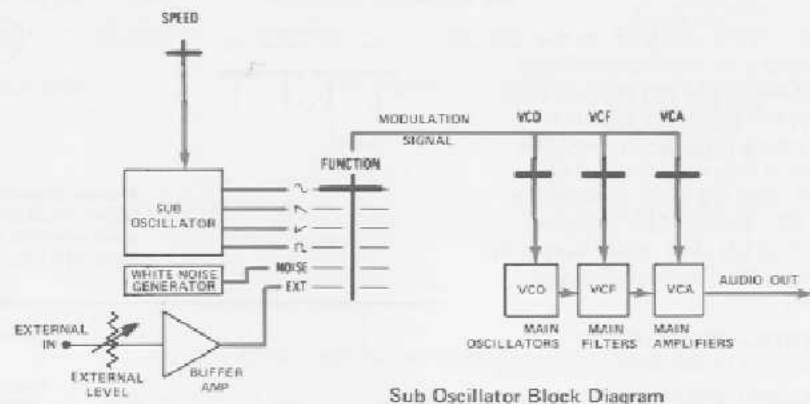 SPEED
MODULATION
SIGNAL
VCO
VCF
VCA
FUNCTION
SUB
OSCILLATOR
WHITE NOISE
GENERATOR
NOISE
EXT
EXTERNAL
IN
EXTERNAL
LEVEL
BUFFER
AMP
VCO
VCF
VCA
AUDIO OUT
MAIN
OSCILLATORS
MAIN
FILTERS
MAIN
AMPLIFIERS
Sub Oscillator Block Diagram